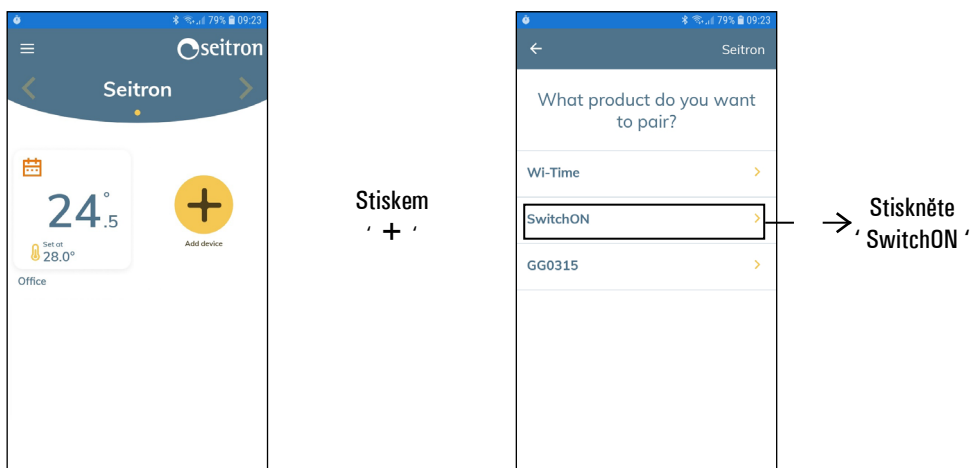 79% 09:23
seitron
Seitron
24°.5
Set at
28.0°
Add device
Office
Stiskem
‘ + ‘
79% 09:23
Seitron
What product do you want
to pair?
Wi-Time
SwitchON
GG0315
Stiskněte
‘ SwitchON ‘